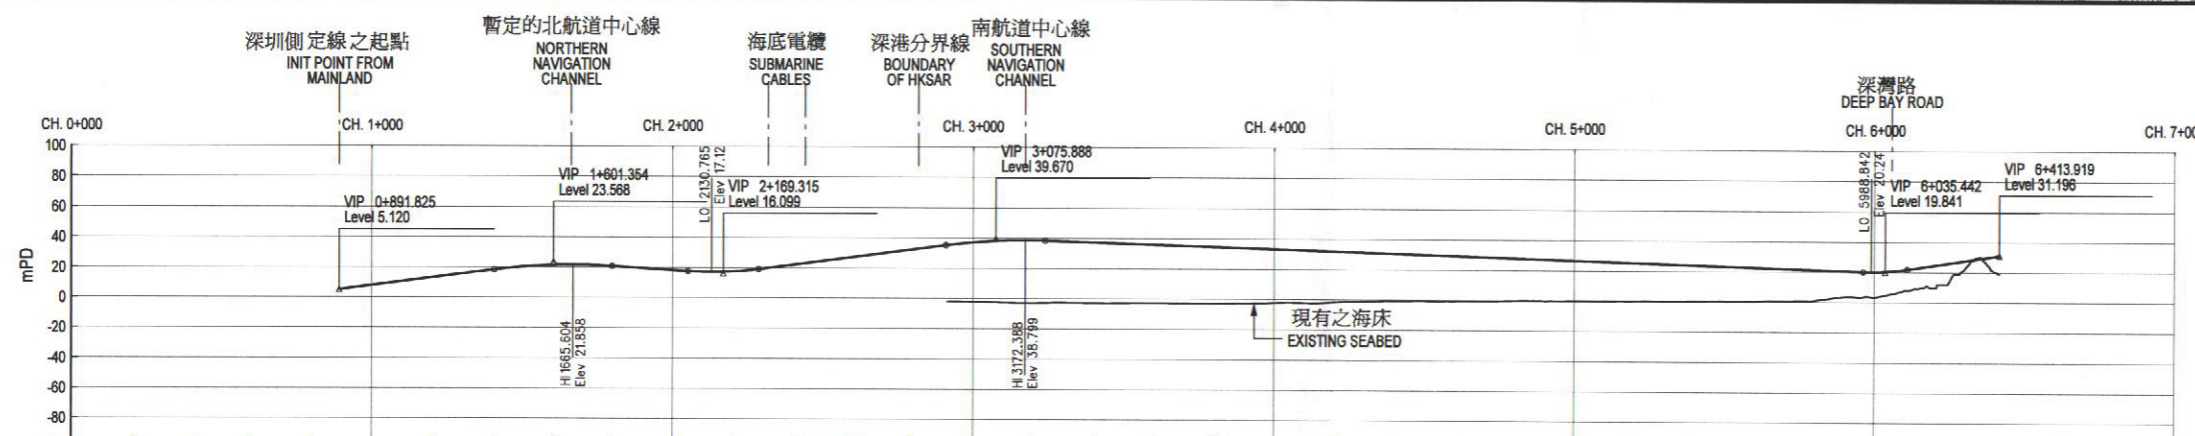 深圳側定線之起點
INIT POINT FROM
MAINLAND
暫定的北航道中心線
NORTHERN
NAVIGATION
CHANNEL
海底電纜
SUBMARINE
CABLES
深港分界線
BOUNDARY
OF HKSAR
南航道中心線
SOUTHERN
NAVIGATION
CHANNEL
深灣路
DEEP BAY ROAD
CH. 0+000
CH. 1+000
CH. 2+000
CH. 3+000
CH. 4+000
CH. 5+000
CH. 6+000
CH. 7+00
100
80
60
40
20
0
-20
-40
-60
-80
mPD
VIP 0+891.825
Level 5.120
VIP 1+601.354
Level 23.568
LO 2130.765
Elev 17.12
VIP 2+169.315
Level 16.099
VIP 3+075.888
Level 39.670
LO 5988.842
Elev 20.24
VIP 6+035.442
Level 19.841
VIP 6+413.919
Level 31.196
HI 1665.604
Elev 21.858
HI 3172.388
Elev 38.799
現有之海床
EXISTING SEABED